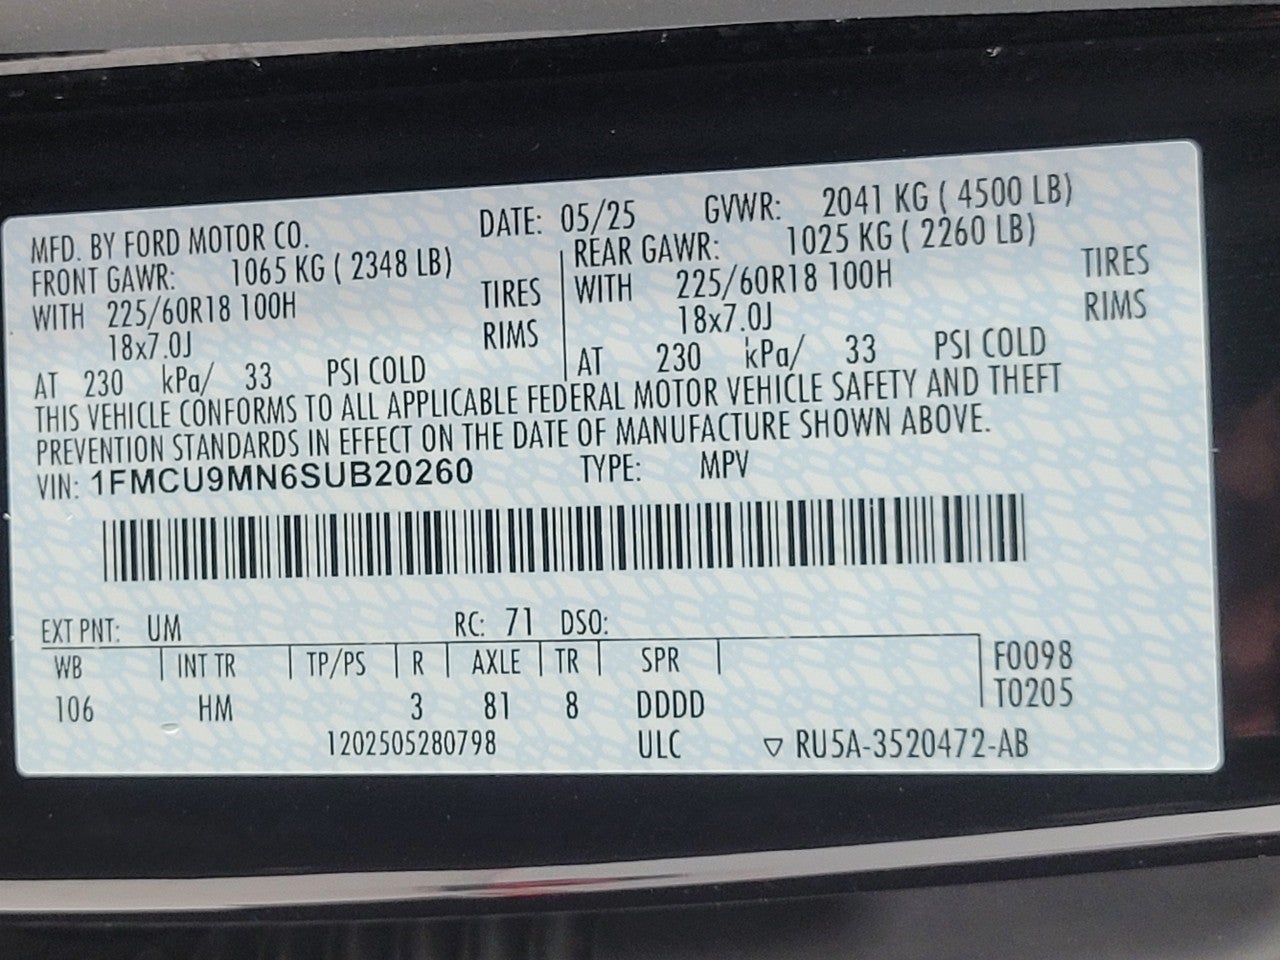 MFD. BY FORD MOTOR CO. DATE: 05/25 GVWR: 2041 KG ( 4500 LB)
FRONT GAWR: 1065 KG ( 2348 LB) REAR GAWR: 1025 KG ( 2260 LB)
WITH 225/60R18 100H TIRES WITH 225/60R18 100H TIRES
18x7.0J RIMS 18x7.0J RIMS
AT 230 kPa/ 33 PSI COLD AT 230 kPa/ 33 PSI COLD
THIS VEHICLE CONFORMS TO ALL APPLICABLE FEDERAL MOTOR VEHICLE SAFETY AND THEFT
PREVENTION STANDARDS IN EFFECT ON THE DATE OF MANUFACTURE SHOWN ABOVE.
VIN: 1FMCU9MN6SUB20260 TYPE: MPV
EXT PNT: UM RC: 71 DSO:
WB INT TR TP/PS R AXLE TR SPR F0098
106 HM 3 81 8 DDDD T0205
1202505280798 ULC ▽ RU5A-3520472-AB